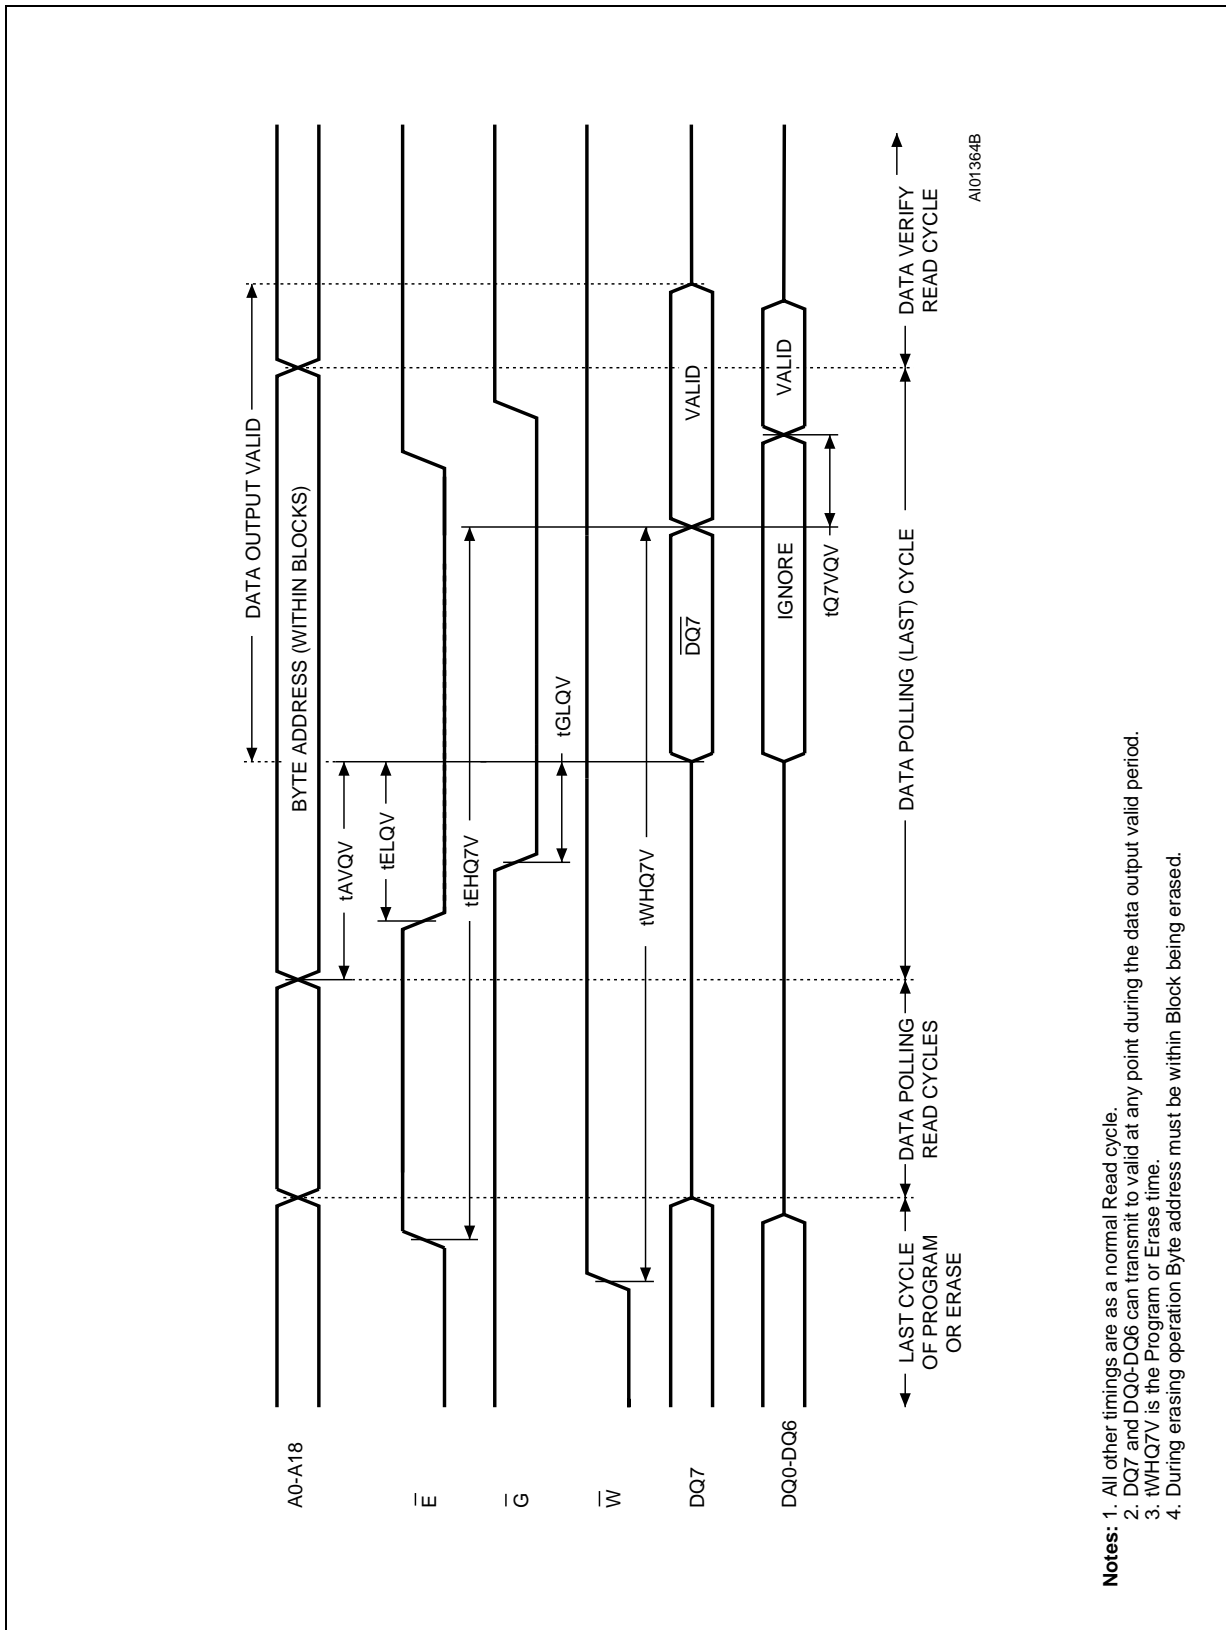 DATA OUTPUT VALID
A0-A18
BYTE ADDRESS (WITHIN BLOCKS)
tAVQV
tELQV
E
tEHQ7V
G
tGLQV
W
tWHQ7V
DQ7
DQ7
VALID
DQ0-DQ6
IGNORE
VALID
tQ7VQV
LAST CYCLE
OF PROGRAM
OR ERASE
DATA POLLING
READ CYCLES
DATA POLLING (LAST) CYCLE
DATA VERIFY
READ CYCLE
AI01364B
Notes: 1. All other timings are as a normal Read cycle.
2. DQ7 and DQ0-DQ6 can transmit to valid at any point during the data output valid period.
3. tWHQ7V is the Program or Erase time.
4. During erasing operation Byte address must be within Block being erased.